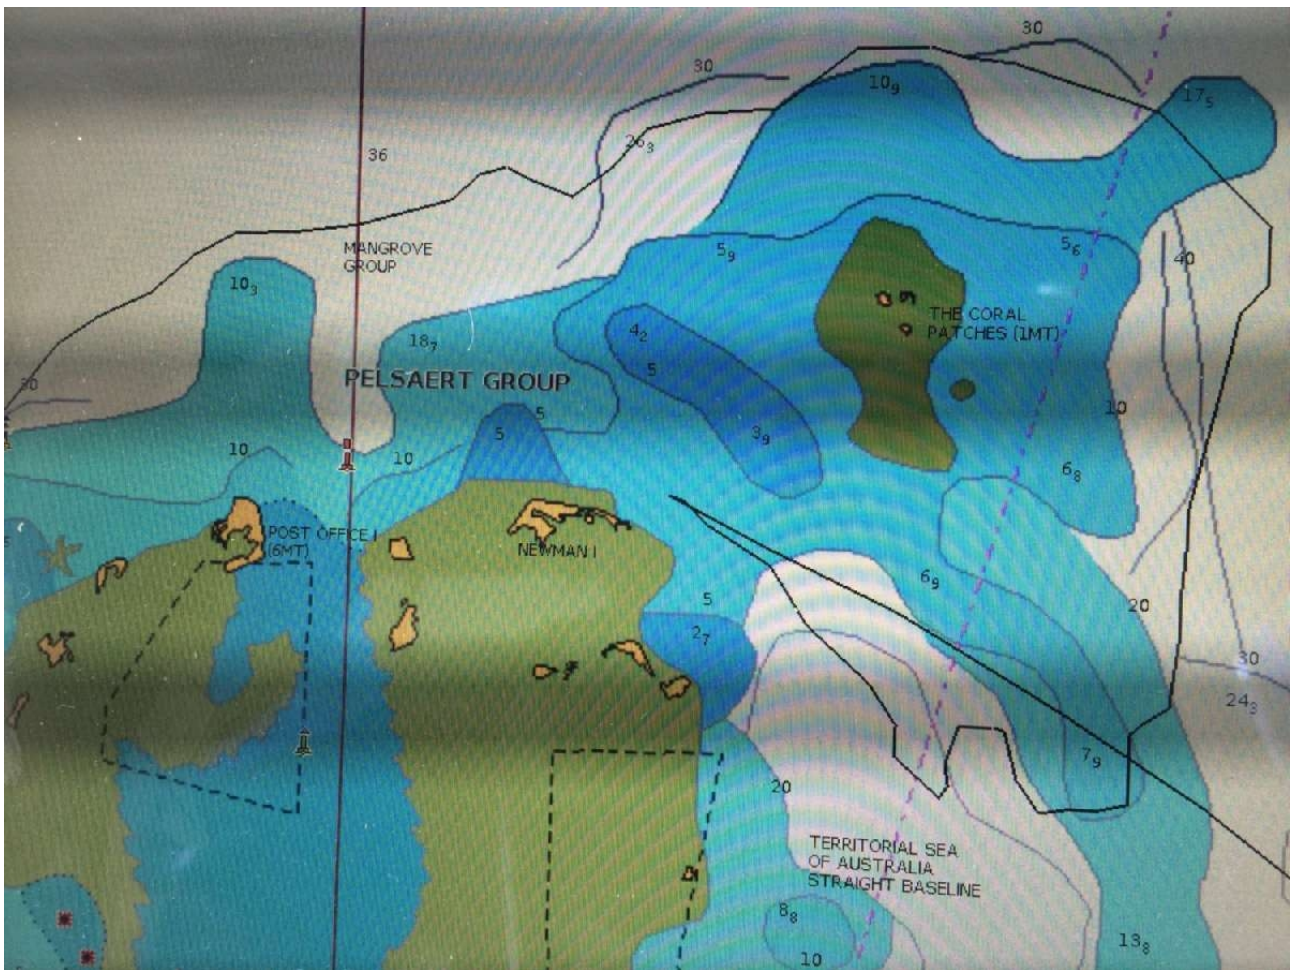 30
30
10₉
17₅
26₃
36
MANGROVE
GROUP
5₉
5₆
40
10₃
THE CORAL
PATCHES (1MT)
4₂
18₇
5
PELSAERT GROUP
30
10
5
5
3₉
10
10
6₈
POST OFFICE I
(6MT)
NEWMAN I
6₉
5
20
2₇
30
24₃
7₉
20
TERRITORIAL SEA
OF AUSTRALIA
STRAIGHT BASELINE
8₈
13₈
10